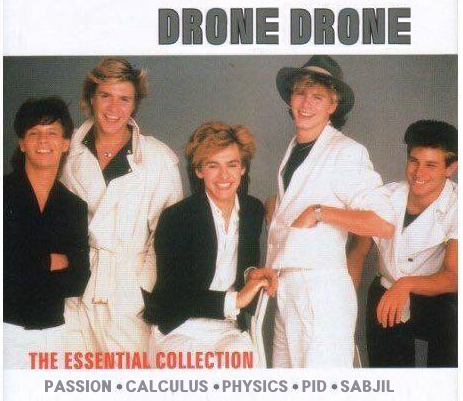 DRONE DRONE
THE ESSENTIAL COLLECTION
PASSION • CALCULUS • PHYSICS • PID • SABJIL